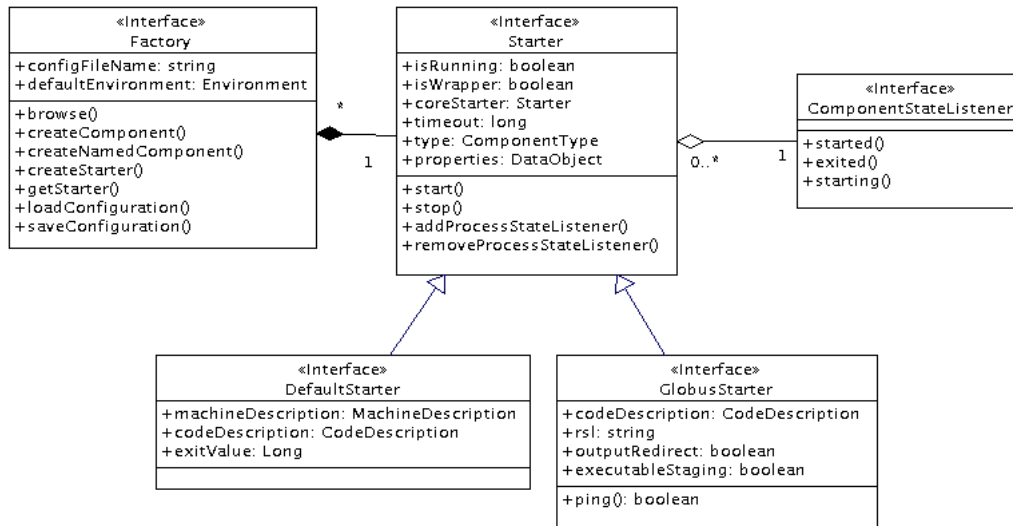 «Interface»
Factory
+configFileName: string
+defaultEnvironment: Environment
+browse()
+createComponent()
+createNamedComponent()
+createStarter()
+getStarter()
+loadConfiguration()
+saveConfiguration()
*
1
«Interface»
Starter
+isRunning: boolean
+isWrapper: boolean
+coreStarter: Starter
+timeout: long
+type: ComponentType
+properties: DataObject
+start()
+stop()
+addProcessStateListener()
+removeProcessStateListener()
0..*
1
«Interface»
ComponentStateListener
+started()
+exited()
+starting()
«Interface»
DefaultStarter
+machineDescription: MachineDescription
+codeDescription: CodeDescription
+exitValue: Long
«Interface»
GlobusStarter
+codeDescription: CodeDescription
+rsl: string
+outputRedirect: boolean
+executableStaging: boolean
+ping(): boolean